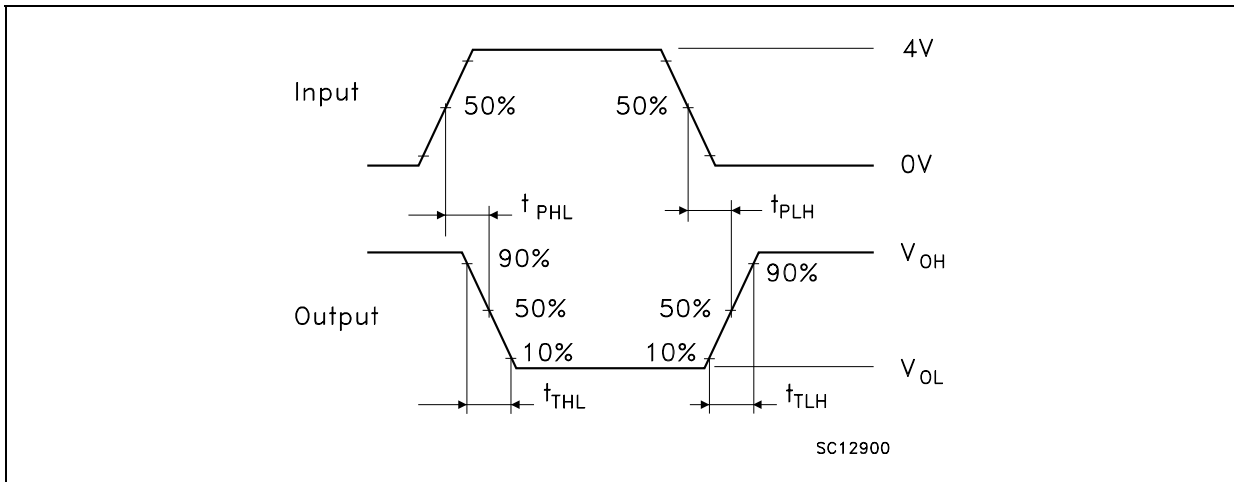 4V
Input
50%
50%
0V
t PHL
tPLH
90%
VOH
90%
50%
50%
Output
10%
10%
VOL
tTHL
tTLH
SC12900